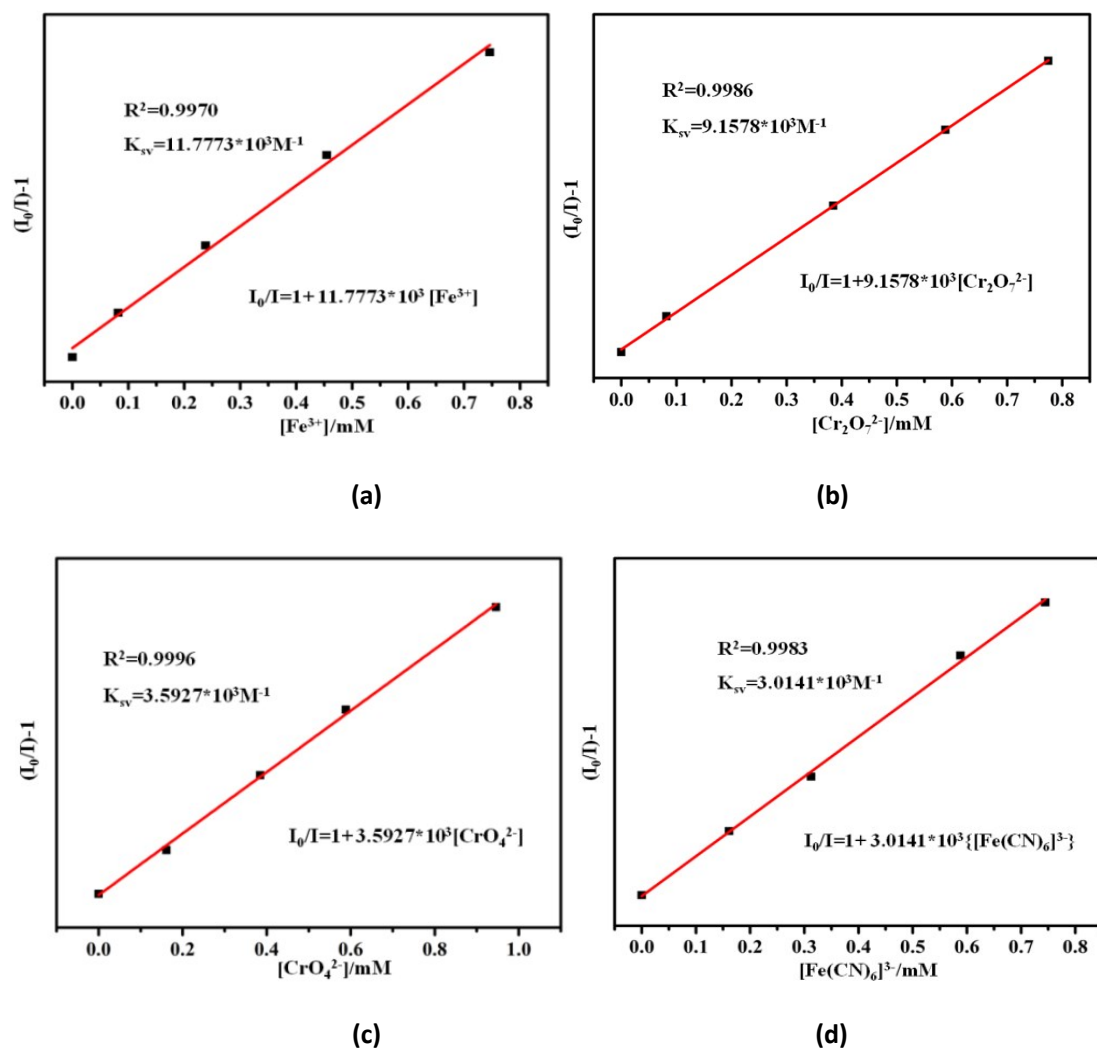 (I₀/I)-1
R²=0.9970
Kₛᵥ=11.7773*10³M⁻¹
I₀/I=1+11.7773*10³ [Fe³⁺]
0.0 0.1 0.2 0.3 0.4 0.5 0.6 0.7 0.8
[Fe³⁺]/mM
(a)
(I₀/I)-1
R²=0.9986
Kₛᵥ=9.1578*10³M⁻¹
I₀/I=1+9.1578*10³[Cr₂O₇²⁻]
0.0 0.1 0.2 0.3 0.4 0.5 0.6 0.7 0.8
[Cr₂O₇²⁻]/mM
(b)
(I₀/I)-1
R²=0.9996
Kₛᵥ=3.5927*10³M⁻¹
I₀/I=1+3.5927*10³[CrO₄²⁻]
0.0 0.2 0.4 0.6 0.8 1.0
[CrO₄²⁻]/mM
(c)
(I₀/I)-1
R²=0.9983
Kₛᵥ=3.0141*10³M⁻¹
I₀/I=1+3.0141*10³{[Fe(CN)₆]³⁻}
0.0 0.1 0.2 0.3 0.4 0.5 0.6 0.7 0.8
[Fe(CN)₆]³⁻/mM
(d)